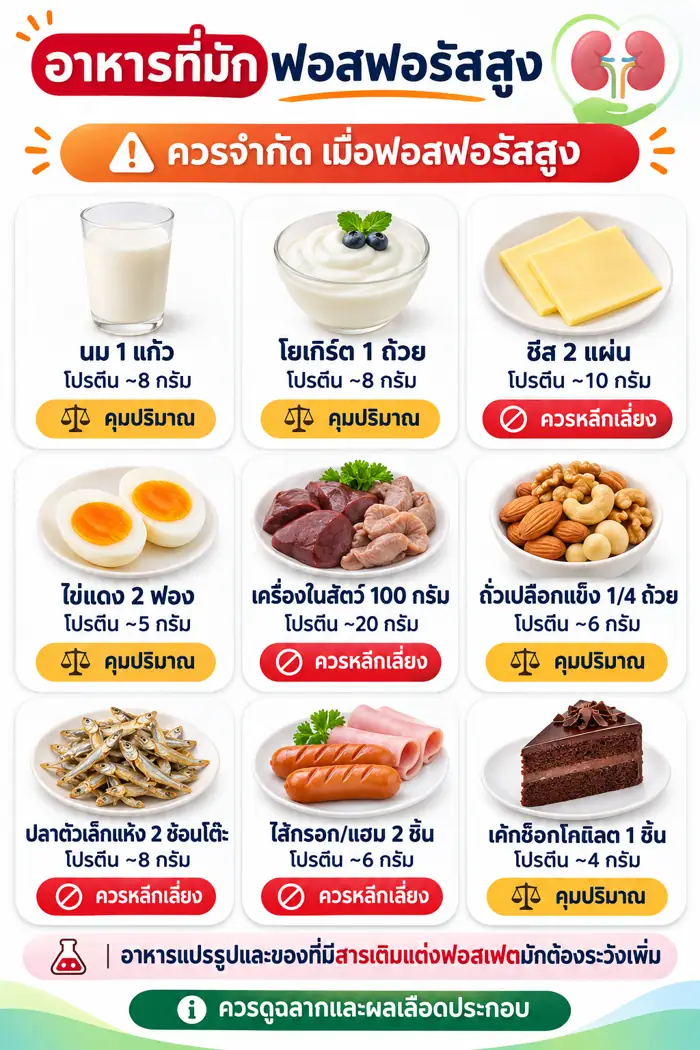 อาหารที่มัก ฟอสฟอรัสสูง
ควรจำกัด เมื่อฟอสฟอรัสสูง
นม 1 แก้ว
โปรตีน ~8 กรัม
คุมปริมาณ
โยเกิร์ต 1 ถ้วย
โปรตีน ~8 กรัม
คุมปริมาณ
ชีส 2 แผ่น
โปรตีน ~10 กรัม
ควรหลีกเลี่ยง
ไข่แดง 2 ฟอง
โปรตีน ~5 กรัม
คุมปริมาณ
เครื่องในสัตว์ 100 กรัม
โปรตีน ~20 กรัม
ควรหลีกเลี่ยง
ถั่วเปลือกแข็ง 1/4 ถ้วย
โปรตีน ~6 กรัม
คุมปริมาณ
ปลาตัวเล็กแห้ง 2 ช้อนโต๊ะ
โปรตีน ~8 กรัม
ควรหลีกเลี่ยง
ไส้กรอก/แฮม 2 ชิ้น
โปรตีน ~6 กรัม
ควรหลีกเลี่ยง
เค้กช็อกโกแลต 1 ชิ้น
โปรตีน ~4 กรัม
คุมปริมาณ
อาหารแปรรูปและของที่มีสารเติมแต่งฟอสเฟตมักต้องระวังเพิ่ม
ควรดูฉลากและผลเลือดประกอบ